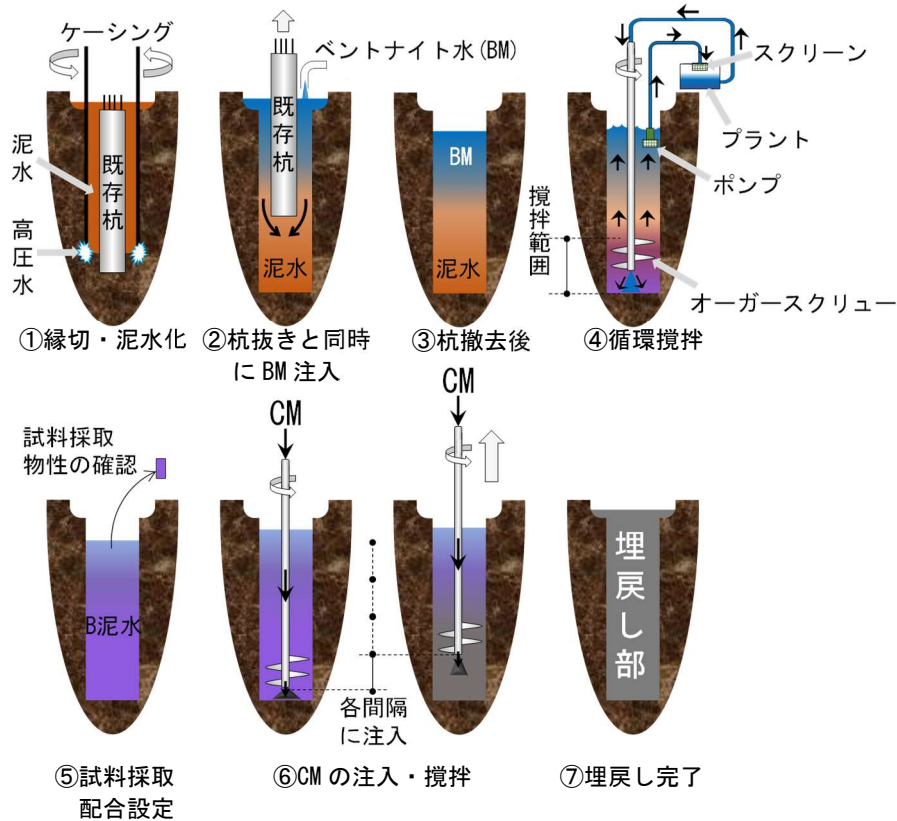 ケーシング
泥水
既存杭
高圧水
①縁切・泥水化
ベントナイト水(BM)
既存杭
泥水
②杭抜きと同時
にBM注入
BM
泥水
③杭撤去後
スクリーン
プラント
ポンプ
撹拌範囲
オーガースクリュー
④循環撹拌
試料採取
物性の確認
B泥水
⑤試料採取
配合設定
CM
CM
各間隔
に注入
⑥CMの注入・撹拌
埋戻し部
⑦埋戻し完了